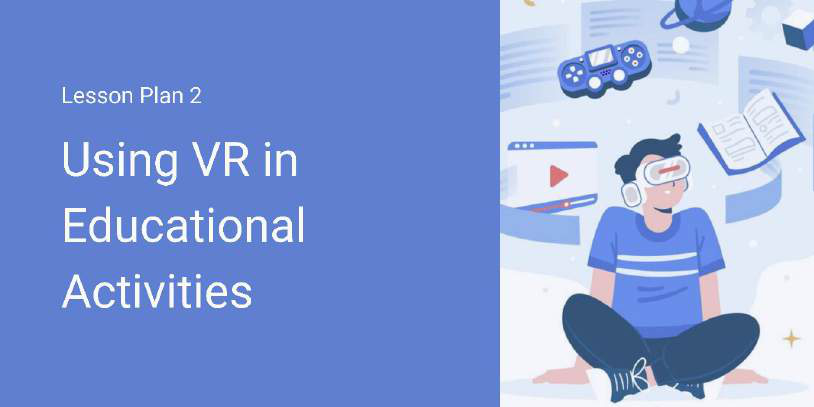 Lesson Plan 2
Using VR in
Educational
Activities